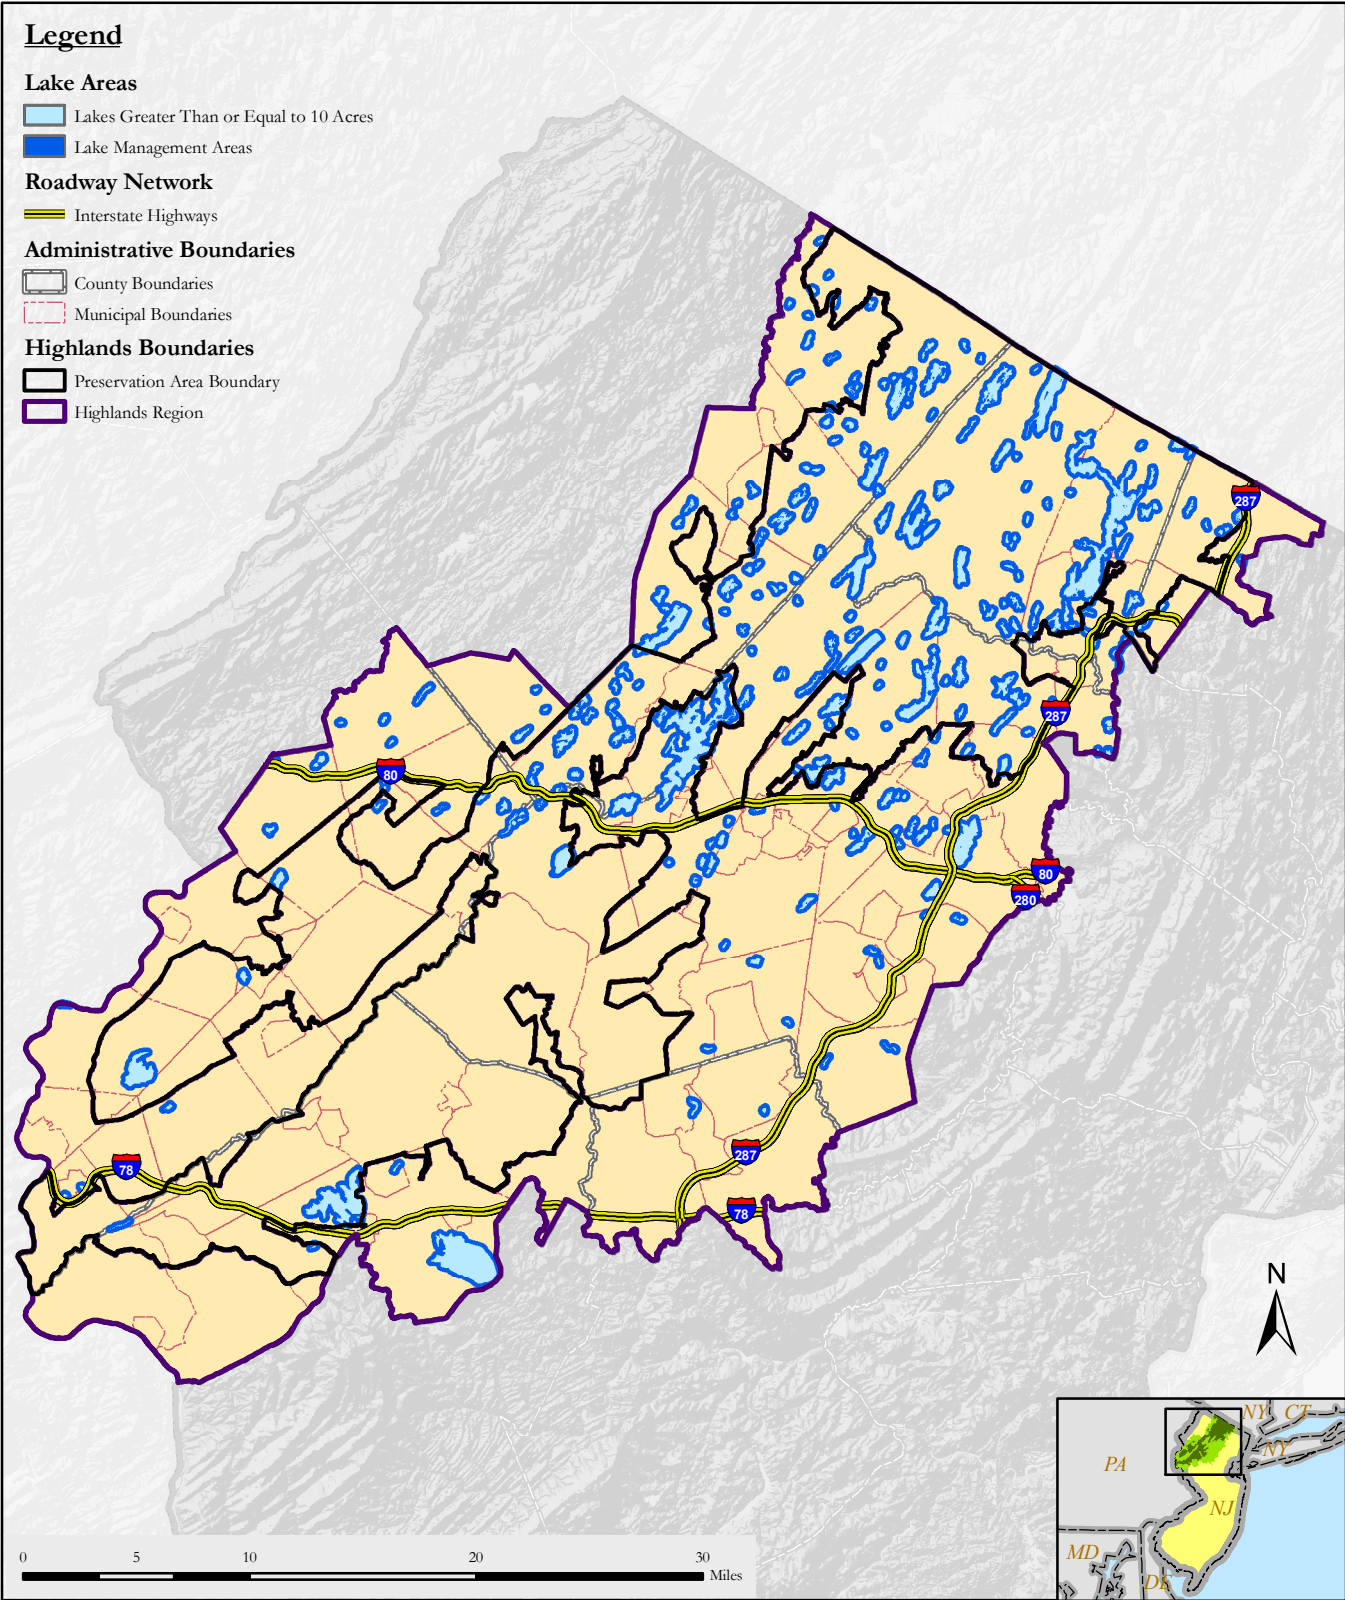 Legend
Lake Areas
Lakes Greater Than or Equal to 10 Acres
Lake Management Areas
Roadway Network
Interstate Highways
Administrative Boundaries
County Boundaries
Municipal Boundaries
Highlands Boundaries
Preservation Area Boundary
Highlands Region
287
287
80
80
280
287
78
78
N
NY CT
NY
PA
NJ
MD
DE
0 5 10 20 30
Miles